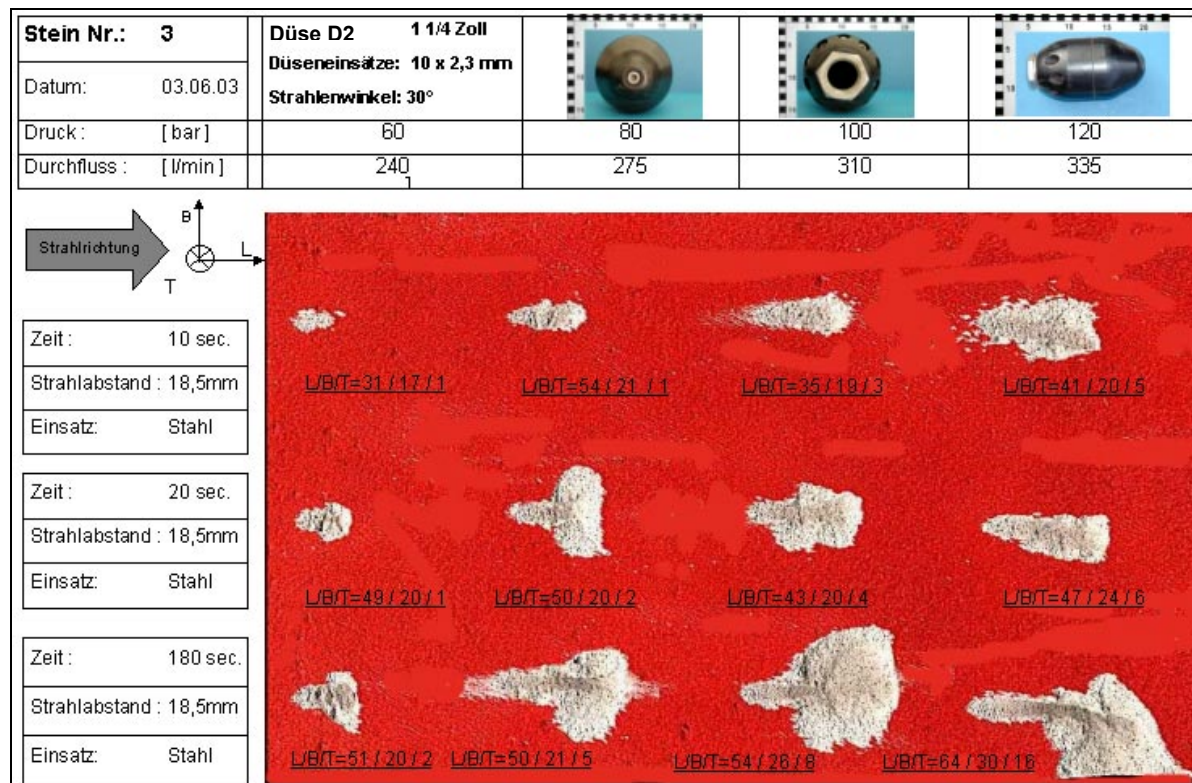 Stein Nr.: 3
Datum: 03.06.03
Düse D2 1 1/4 Zoll
Düseneinsätze: 10 x 2,3 mm
Strahlenwinkel: 30°
Druck : [ bar ] 60 80 100 120
Durchfluss : [ l/min ] 240 275 310 335
Strahlrichtung
B
L
T
Zeit : 10 sec.
Strahlabstand : 18,5mm
Einsatz: Stahl
L/B/T=31 / 17 / 1 L/B/T=54 / 21 / 1 L/B/T=35 / 19 / 3 L/B/T=41 / 20 / 5
Zeit : 20 sec.
Strahlabstand : 18,5mm
Einsatz: Stahl
L/B/T=49 / 20 / 1 L/B/T=50 / 20 / 2 L/B/T=43 / 20 / 4 L/B/T=47 / 24 / 6
Zeit : 180 sec.
Strahlabstand : 18,5mm
Einsatz: Stahl
L/B/T=51 / 20 / 2 L/B/T=50 / 21 / 5 L/B/T=54 / 26 / 8 L/B/T=64 / 30 / 16